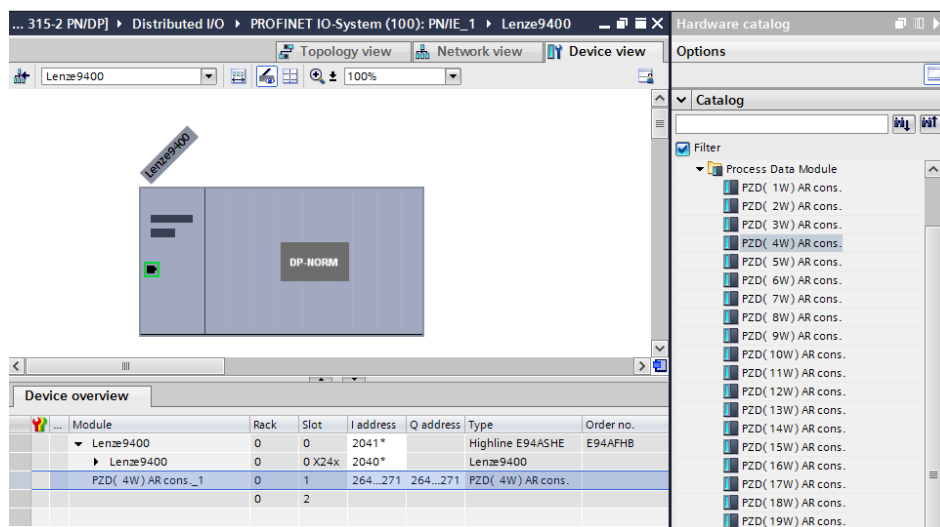 ... 315-2 PN/DP] ▸ Distributed I/O ▸ PROFINET IO-System (100): PN/IE_1 ▸ Lenze9400
Hardware catalog
Topology view Network view Device view
Options
Lenze9400 100%
Catalog
Filter
Lenze9400
DP-NORM
Process Data Module
PZD( 1W) AR cons.
PZD( 2W) AR cons.
PZD( 3W) AR cons.
PZD( 4W) AR cons.
PZD( 5W) AR cons.
PZD( 6W) AR cons.
PZD( 7W) AR cons.
PZD( 8W) AR cons.
PZD( 9W) AR cons.
PZD(10W) AR cons.
PZD(11W) AR cons.
PZD(12W) AR cons.
PZD(13W) AR cons.
PZD(14W) AR cons.
PZD(15W) AR cons.
PZD(16W) AR cons.
PZD(17W) AR cons.
PZD(18W) AR cons.
PZD(19W) AR cons.
Device overview
... Module Rack Slot I address Q address Type Order no.
Lenze9400 0 0 2041* Highline E94ASHE E94AFHB
Lenze9400 0 0 X24x 2040* Lenze9400
PZD( 4W) AR cons._1 0 1 264...271 264...271 PZD( 4W) AR cons.
0 2